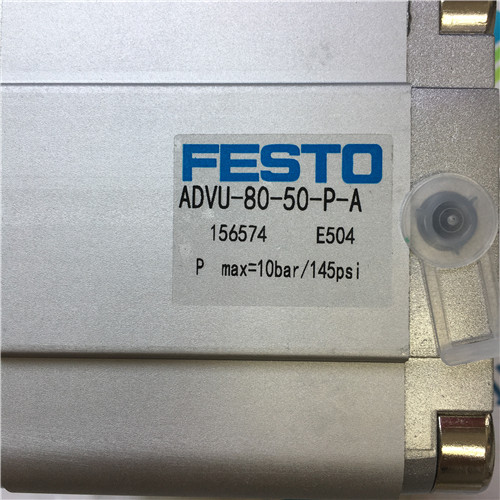 FESTO
ADVU-80-50-P-A
156574 E504
P max=10bar/145psi